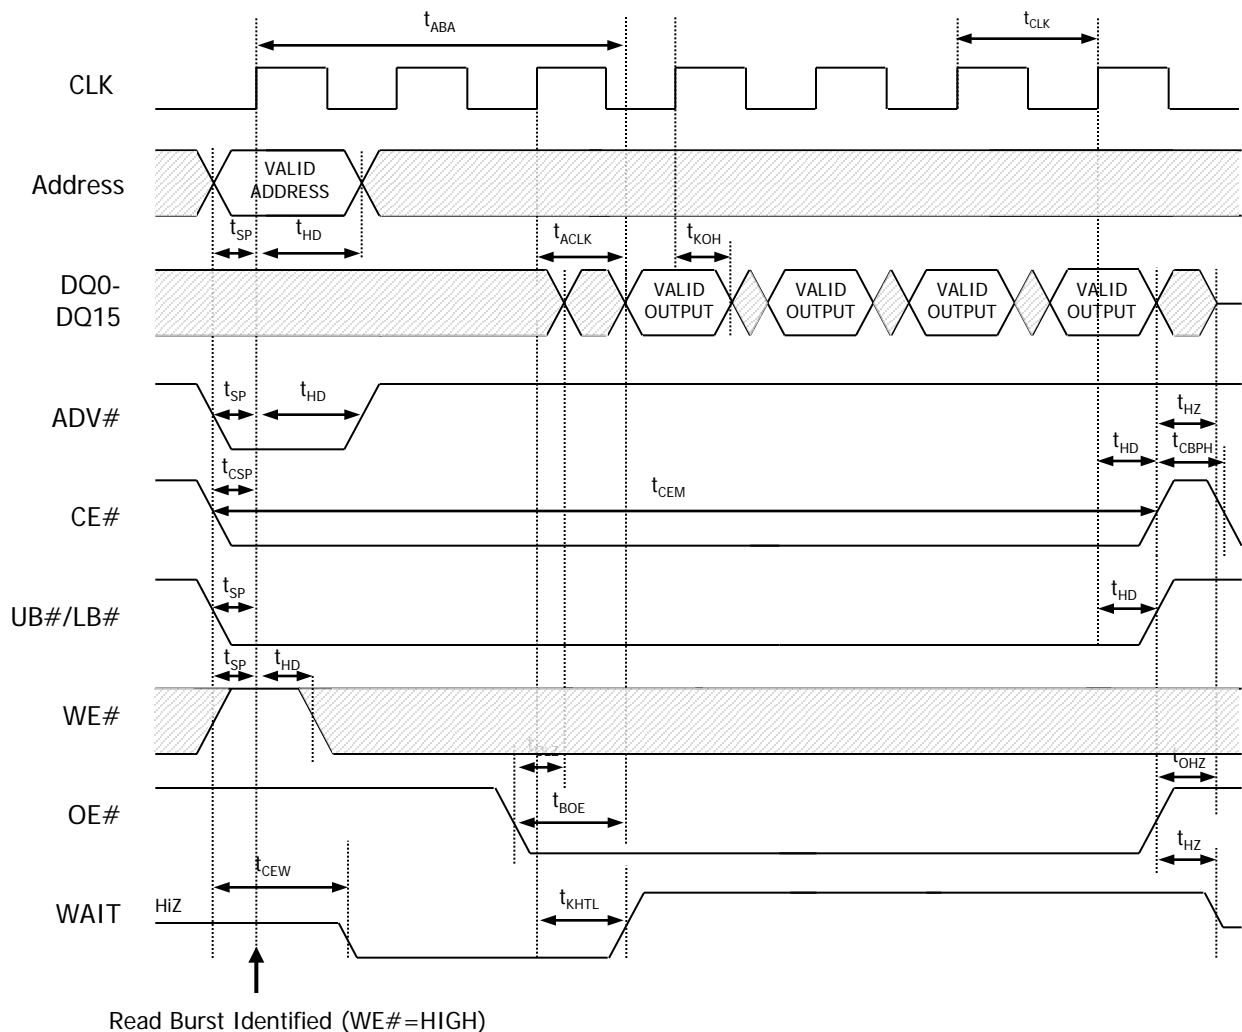 tABA
tCLK
CLK
Address
VALID
ADDRESS
tSP
tHD
tACLK
tKOH
DQ0-
DQ15
VALID
OUTPUT
VALID
OUTPUT
VALID
OUTPUT
VALID
OUTPUT
ADV#
tSP
tHD
tHZ
tHD
tCBPH
CE#
tCSP
tCEM
UB#/LB#
tSP
tHD
tSP
tHD
WE#
tOHZ
OE#
tBOE
tHZ
tCEW
WAIT
HiZ
tKHTL
Read Burst Identified (WE#=HIGH)